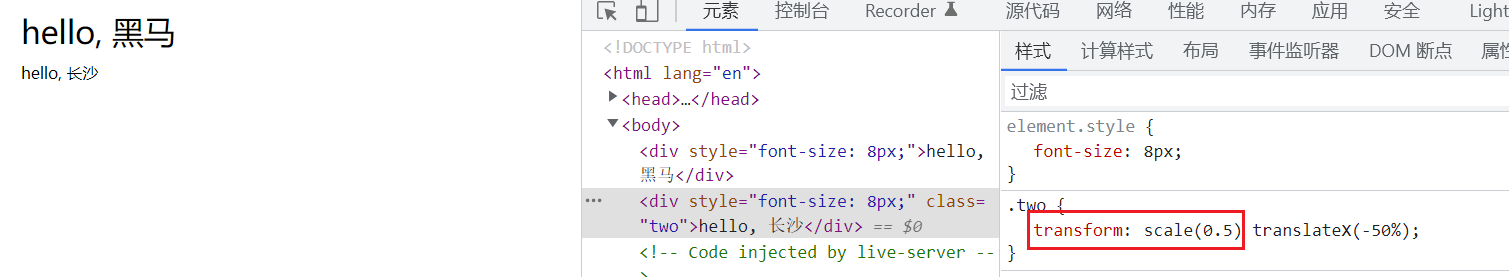 hello, 黑马
hello, 长沙
元素 控制台 Recorder 源代码 网络 性能 内存 应用 安全 Light
<!DOCTYPE html>
<html lang="en">
<head>…</head>
<body>
<div style="font-size: 8px;">hello,
黑马</div>
<div style="font-size: 8px;" class=
"two">hello, 长沙</div> == $0
<!-- Code injected by live-server --
>
样式 计算样式 布局 事件监听器 DOM 断点 属性
过滤
element.style {
font-size: 8px;
}
.two {
transform: scale(0.5) translateX(-50%);
}